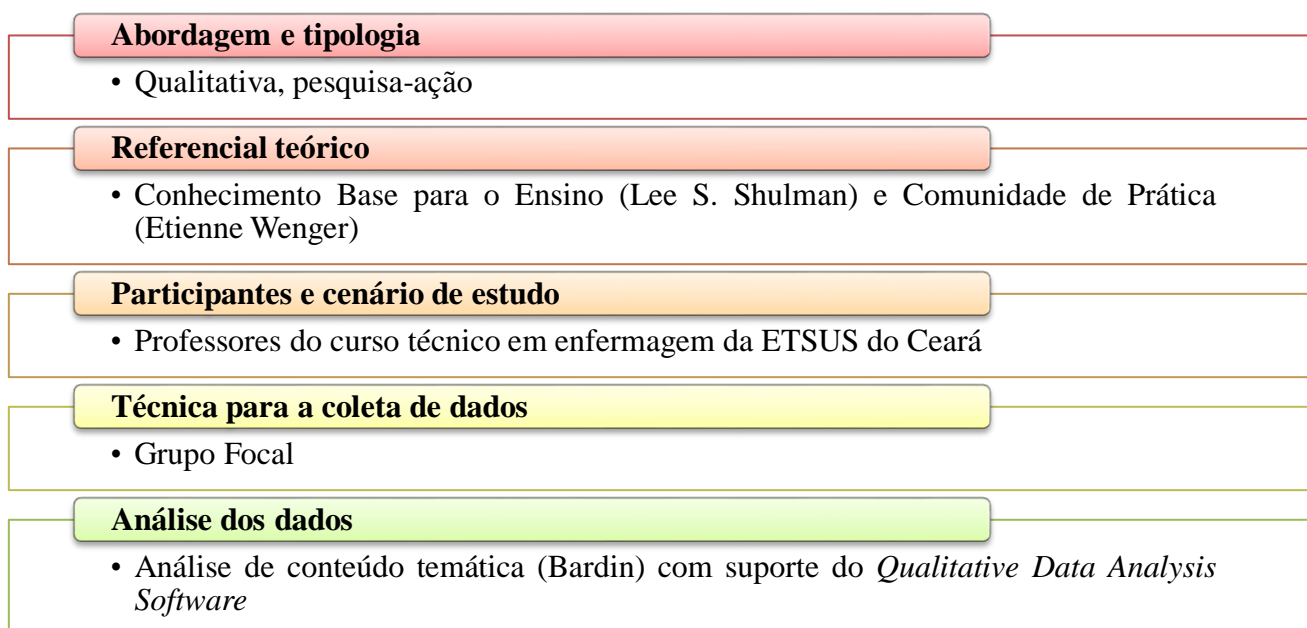 Abordagem e tipologia
• Qualitativa, pesquisa-ação
Referencial teórico
• Conhecimento Base para o Ensino (Lee S. Shulman) e Comunidade de Prática
(Etienne Wenger)
Participantes e cenário de estudo
• Professores do curso técnico em enfermagem da ETSUS do Ceará
Técnica para a coleta de dados
• Grupo Focal
Análise dos dados
• Análise de conteúdo temática (Bardin) com suporte do Qualitative Data Analysis
Software